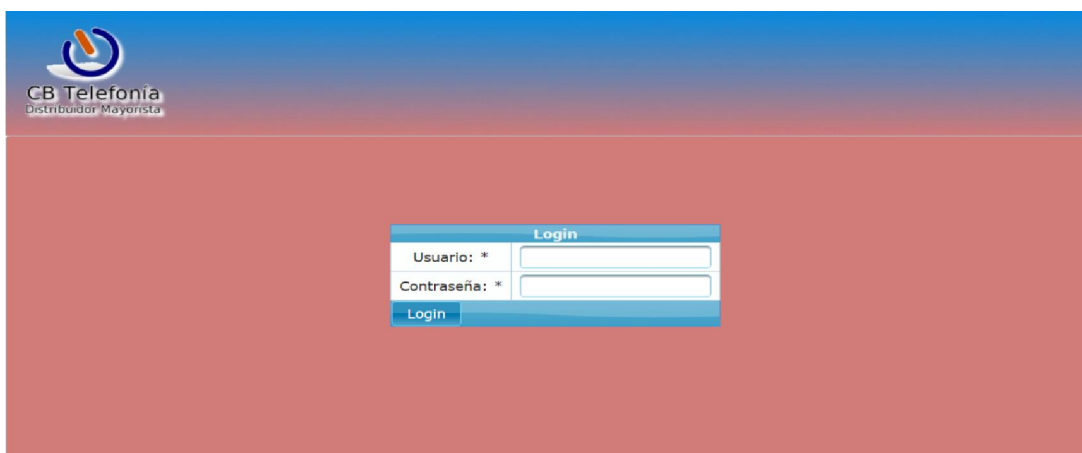 CB Telefonía
Distribuidor Mayorista
Login
Usuario: *
Contraseña: *
Login